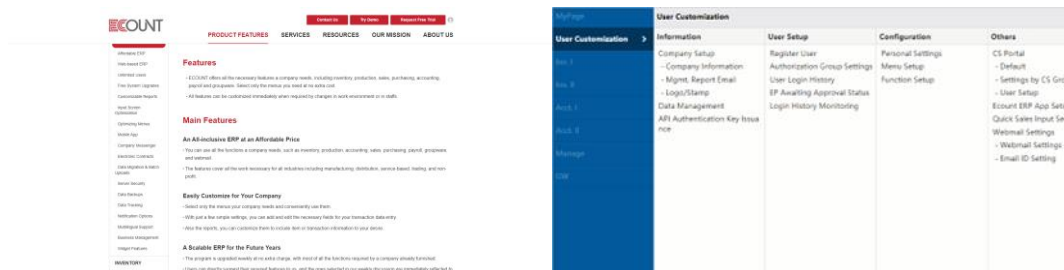 ECOUNT
Contact Us
Try Demo
Request Free Trial
PRODUCT FEATURES
SERVICES
RESOURCES
OUR MISSION
ABOUT US
Affordable ERP
Web-based ERP
Unlimited Users
Free System Upgrades
Customizable Reports
Optimizing Menus
Mobile App
Company Messenger
Electronic Contracts
Data Migration & Batch
Uploads
Server Security
Data Backups
Data Tracking
Notification Options
Multilingual Support
Business Management
Widget Features
INVENTORY
Features
- ECOUNT offers all the necessary features a company needs, including inventory, production, sales, purchasing, accounting,
payroll and groupware. Select only the menus you need at no extra cost.
- All features can be customized immediately when required by changes in work environment or in staffs.
Main Features
An All-inclusive ERP at an Affordable Price
- You can use all the functions a company needs, such as inventory, production, accounting, sales, purchasing, payroll, groupware,
and webmail.
- The features cover all the work necessary for all industries including manufacturing, distribution, service-based, trading, and non-
profit.
Easily Customize for Your Company
- Select only the menus your company needs and conveniently use them.
- With just a few simple settings, you can add and edit the necessary fields for your transaction data entry.
- Also the reports, you can customize them to include item or transaction information to your desire.
A Scalable ERP for the Future Years
- The program is upgraded weekly at no extra charge, with most of all the functions required by a company already furnished.
MyPage
User Customization
Inv. I
Inv. II
Acct. I
Acct. II
Manage
GW
User Customization
Information
Company Setup
- Company Information
- Mgmt. Report Email
- Logo/Stamp
Data Management
API Authentication Key Issua
nce
User Setup
Register User
Authorization Group Settings
User Login History
EP Awaiting Approval Status
Login History Monitoring
Configuration
Personal Settings
Menu Setup
Function Setup
Others
CS Portal
- Default
- Settings by CS Gro
- User Setup
Ecount ERP App Set
Quick Sales Input Se
Webmail Settings
- Webmail Settings
- Email ID Setting